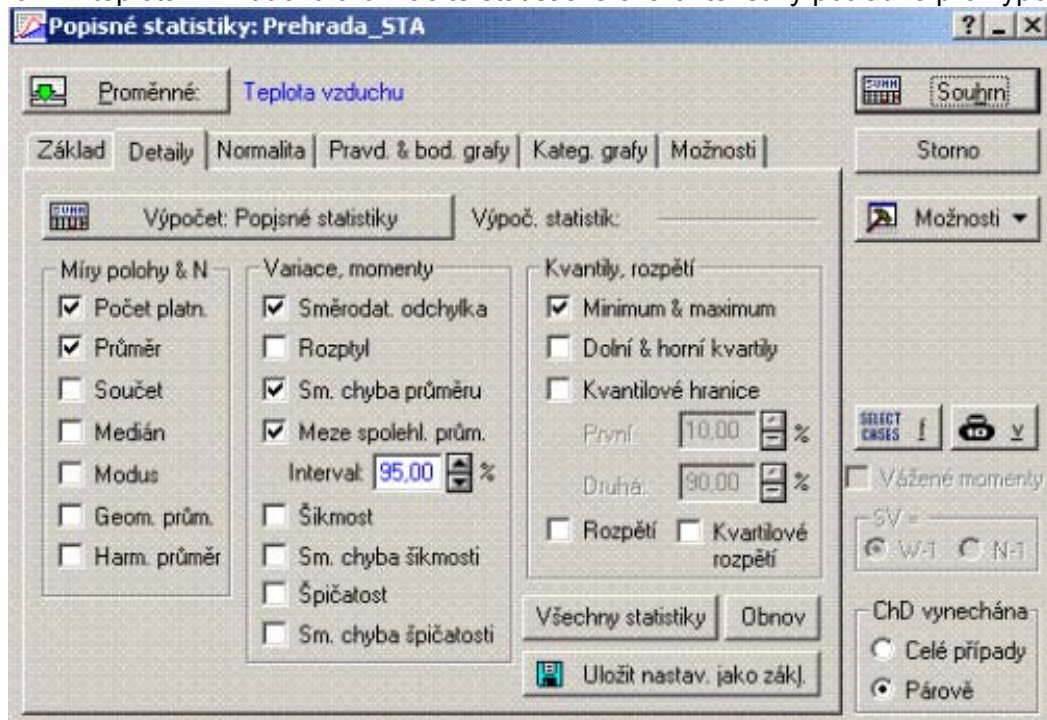 Popisné statistiky: Prehrada_STA
Proměnné:
Teplota vzduchu
Souhrn
Základ
Detaily
Normalita
Pravd. & bod. grafy
Kateg. grafy
Možnosti
Storno
Výpočet: Popisné statistiky
Výpoč. statistik:
Možnosti
Míry polohy & N
Počet platn.
Průměr
Součet
Medián
Modus
Geom. prům.
Harm. průměr
Variace, momenty
Směrodat. odchylka
Rozptyl
Sm. chyba průměru
Meze spolehl. prům.
Interval: 95,00 %
Šikmost
Sm. chyba šikmosti
Špičatost
Sm. chyba špičatosti
Kvantily, rozpětí
Minimum & maximum
Dolní & horní kvartily
Kvantilové hranice
První 10,00 %
Druhá: 90,00 %
Rozpětí
Kvartilové
rozpětí
Všechny statistiky
Obnov
Uložit nastav. jako zákl.
SELECT
CASES
Vážené momenty
SV =
W-1
N-1
ChD vynechána
Celé případy
Párově